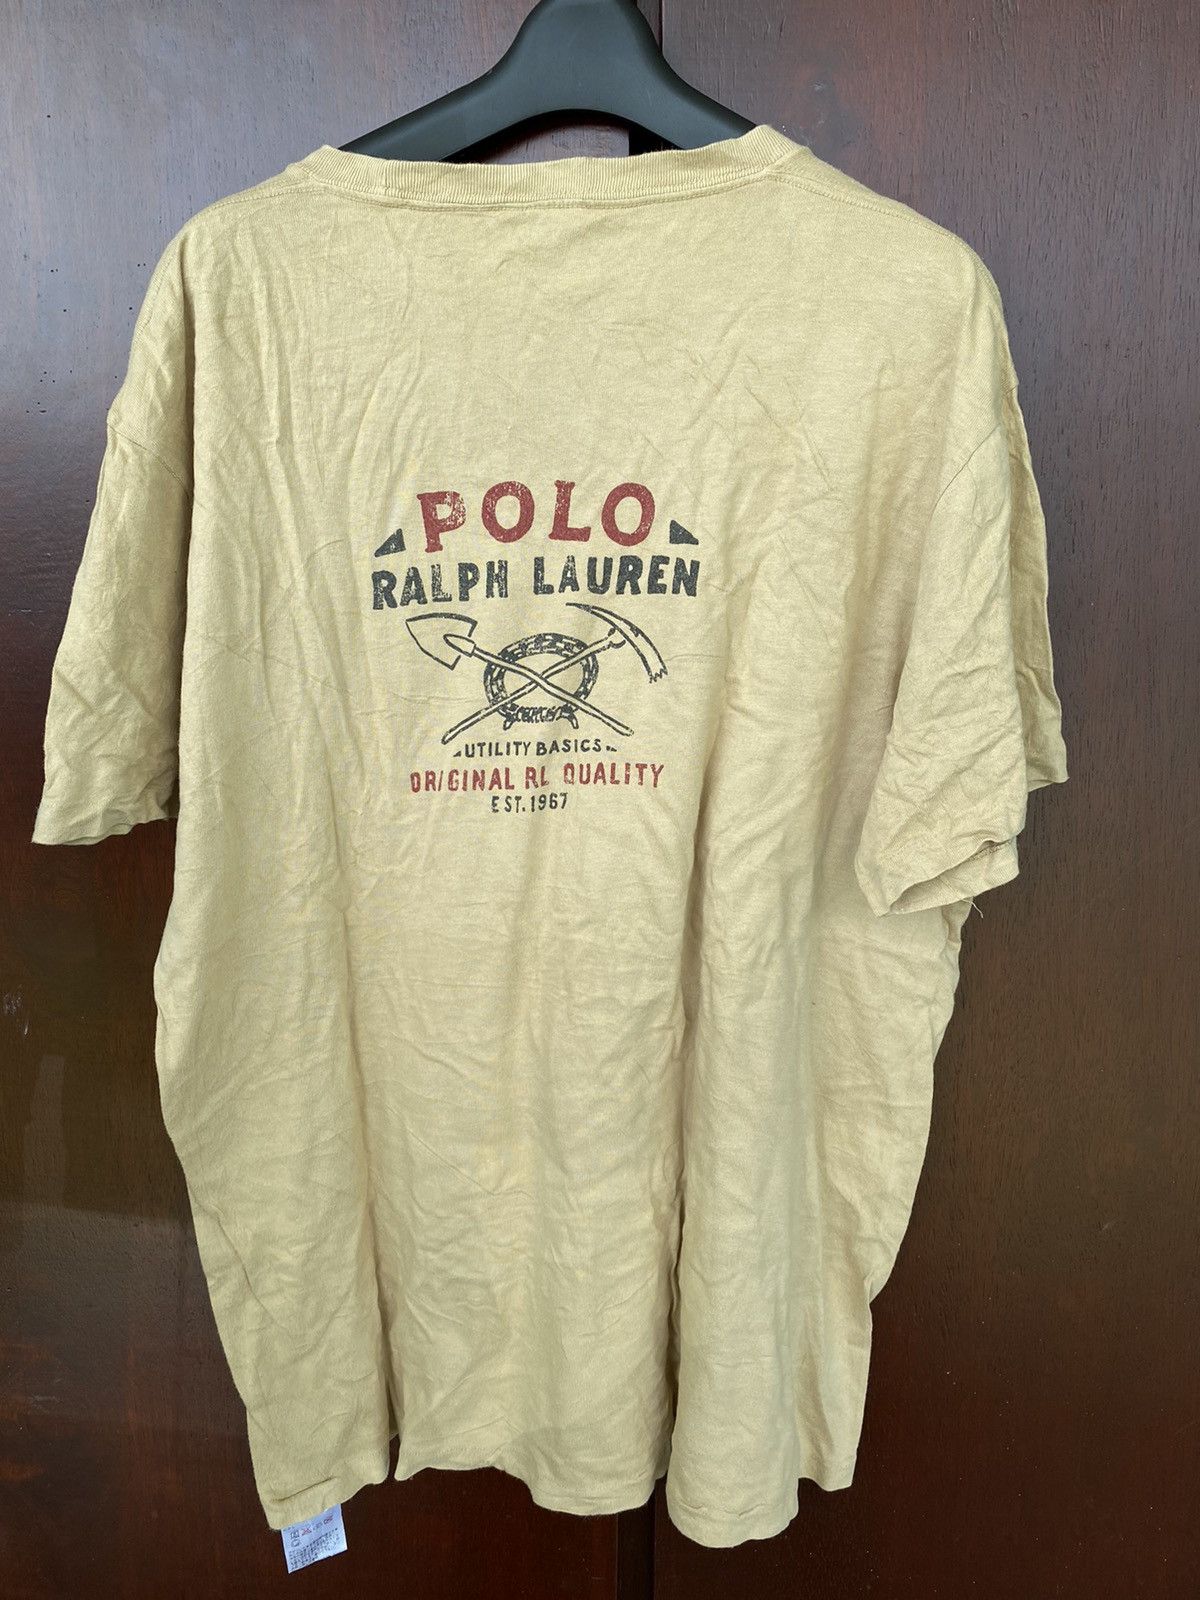 POLO
RALPH LAUREN
UTILITY BASICS
ORIGINAL RL QUALITY
EST. 1967